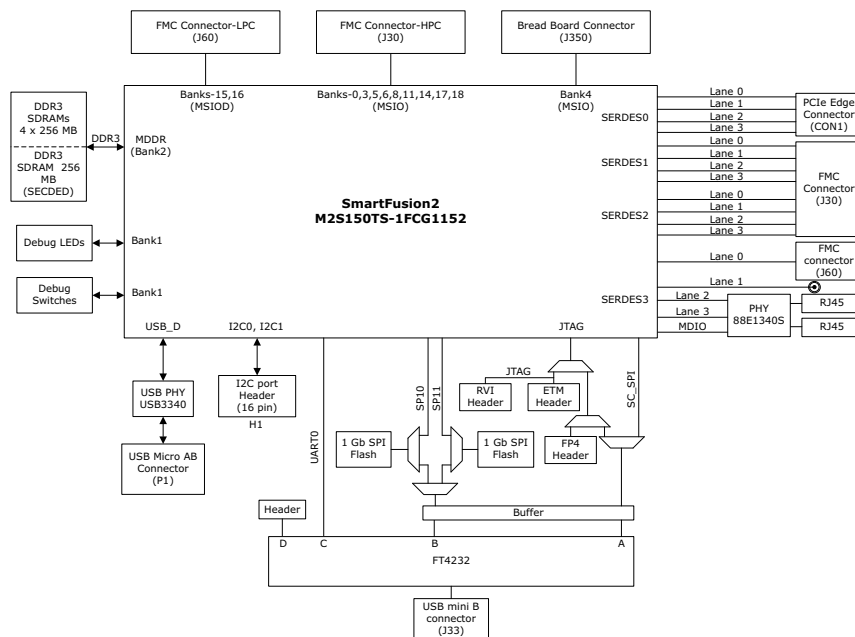 FMC Connector-LPC
(J60)
FMC Connector-HPC
(J30)
Bread Board Connector
(J350)
Banks-15,16
(MSIOD)
Banks-0,3,5,6,8,11,14,17,18
(MSIO)
Bank4
(MSIO)
DDR3
SDRAMs
4 x 256 MB
DDR3
SDRAM 256
MB
(SECDED)
DDR3
MDDR
(Bank2)
SmartFusion2
M2S150TS-1FCG1152
SERDES0
SERDES1
SERDES2
SERDES3
Lane 0
Lane 1
Lane 2
Lane 3
PCIe Edge
Connector
(CON1)
Lane 0
Lane 1
Lane 2
Lane 3
Lane 0
Lane 1
Lane 2
Lane 3
FMC
Connector
(J30)
Lane 0
FMC
connector
(J60)
Lane 1
Lane 2
Lane 3
MDIO
PHY
88E1340S
RJ45
RJ45
Debug LEDs
Bank1
Debug
Switches
Bank1
USB_D
I2C0, I2C1
JTAG
USB PHY
USB3340
I2C port
Header
(16 pin)
H1
USB Micro AB
Connector
(P1)
UART0
SP10
SP11
SC_SPI
JTAG
RVI
Header
ETM
Header
FP4
Header
1 Gb SPI
Flash
1 Gb SPI
Flash
Header
Buffer
D
C
B
A
FT4232
USB mini B
connector
(J33)